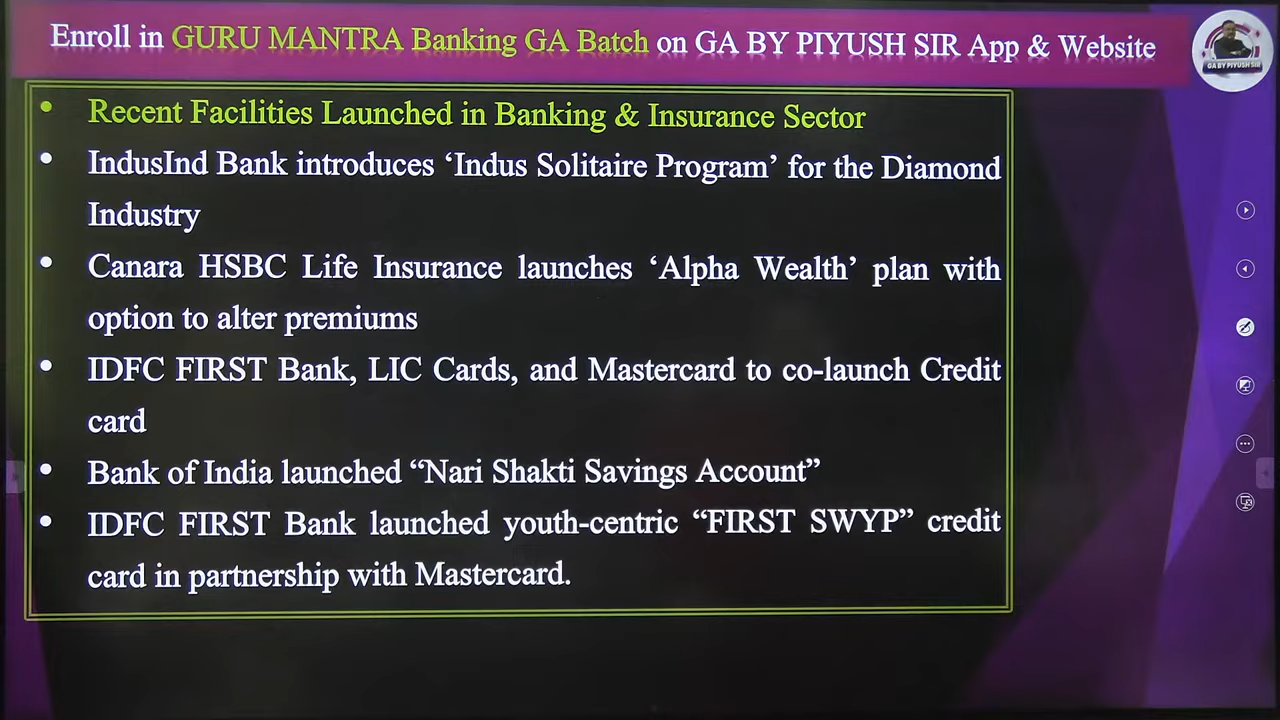 Enroll in GURU MANTRA Banking GA Batch on GA BY PIYUSH SIR App & Website
GA BY PIYUSH SIR
• Recent Facilities Launched in Banking & Insurance Sector
• IndusInd Bank introduces ‘Indus Solitaire Program’ for the Diamond
Industry
• Canara HSBC Life Insurance launches ‘Alpha Wealth’ plan with
option to alter premiums
• IDFC FIRST Bank, LIC Cards, and Mastercard to co-launch Credit
card
• Bank of India launched “Nari Shakti Savings Account”
• IDFC FIRST Bank launched youth-centric “FIRST SWYP” credit
card in partnership with Mastercard.